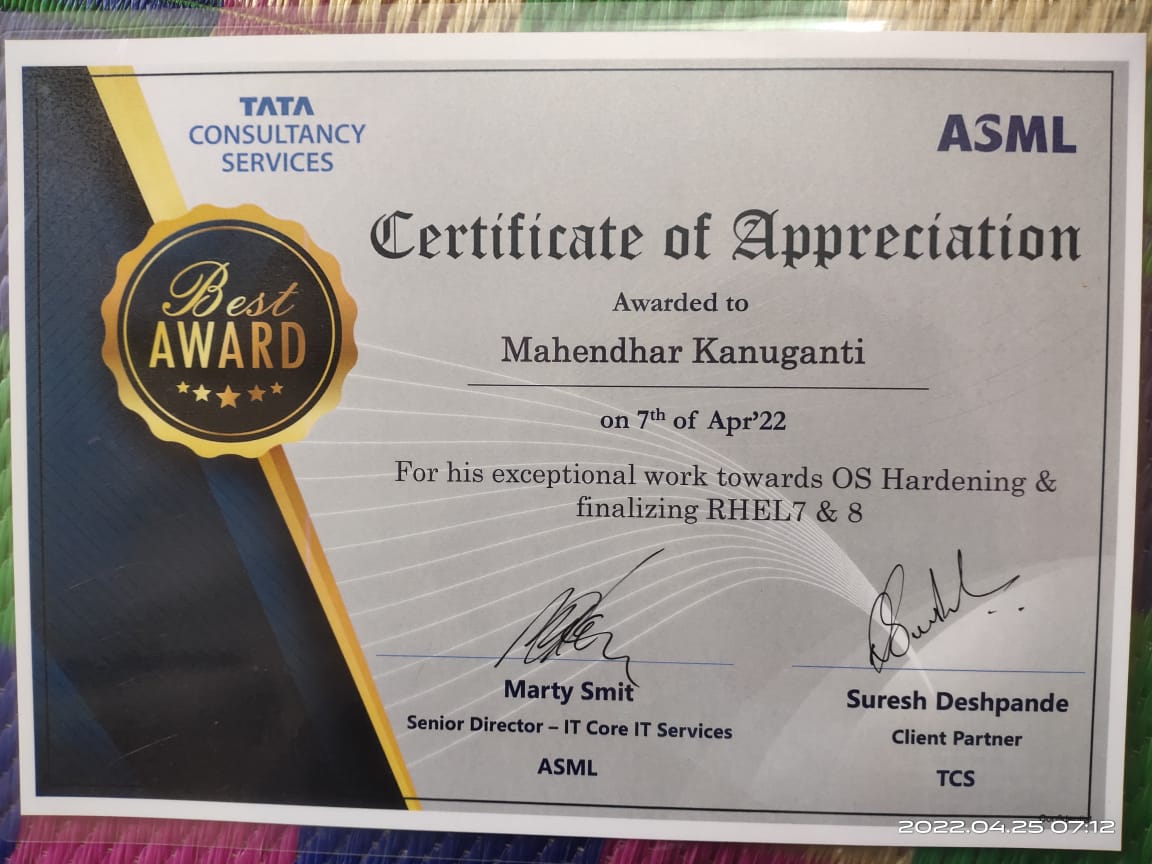 TATA
CONSULTANCY
SERVICES
ASML
Certificate of Appreciation
Best
AWARD
Awarded to
Mahendhar Kanuganti
on 7th of Apr'22
For his exceptional work towards OS Hardening &
finalizing RHEL7 & 8
Marty Smit
Senior Director – IT Core IT Services
ASML
Suresh Deshpande
Client Partner
TCS
2022.04.25 07:12